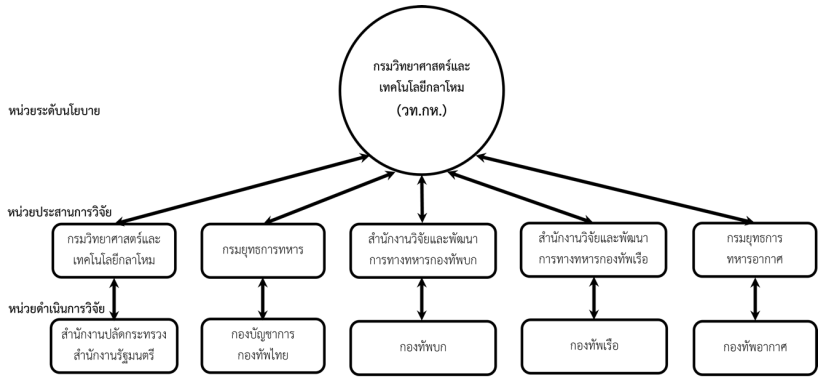 กรมวิทยาศาสตร์และ
เทคโนโลยีกลาโหม
(วท.กห.)
หน่วยระดับนโยบาย
หน่วยประสานการวิจัย
กรมวิทยาศาสตร์และ
เทคโนโลยีกลาโหม
กรมยุทธการทหาร
สำนักงานวิจัยและพัฒนา
การทางทหารกองทัพบก
สำนักงานวิจัยและพัฒนา
การทางทหารกองทัพเรือ
กรมยุทธการ
ทหารอากาศ
หน่วยดำเนินการวิจัย
สำนักงานปลัดกระทรวง
สำนักงานรัฐมนตรี
กองบัญชาการ
กองทัพไทย
กองทัพบก
กองทัพเรือ
กองทัพอากาศ